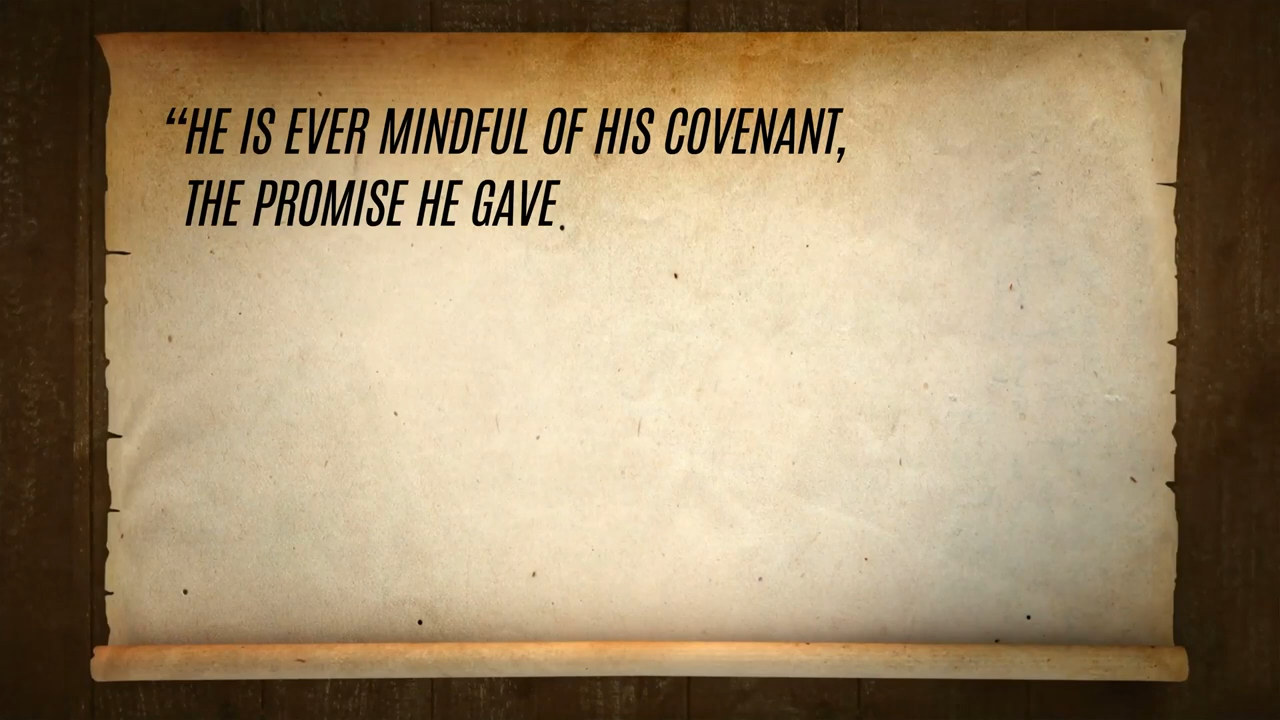 “HE IS EVER MINDFUL OF HIS COVENANT,
THE PROMISE HE GAVE